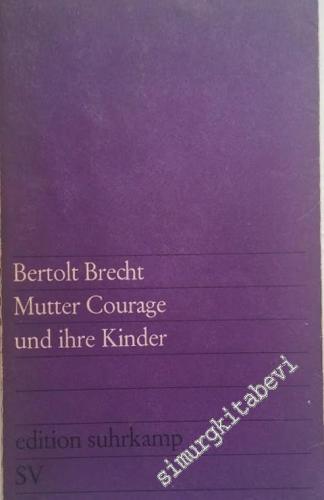 Bertolt Brecht
Mutter Courage
und ihre Kinder
edition suhrkamp
SV
simurgkitabevi